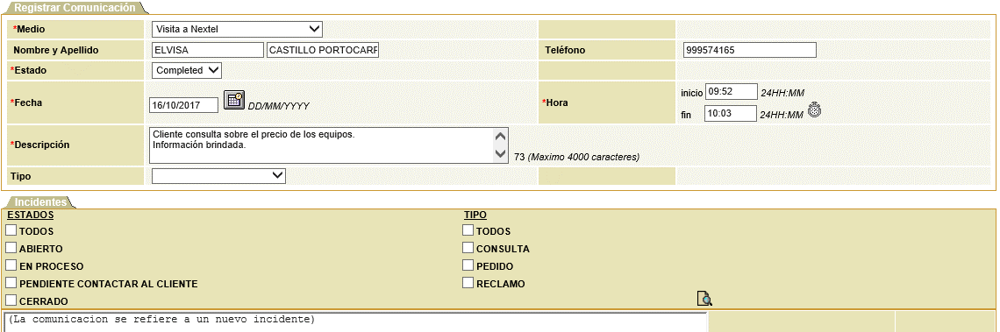 Registrar Comunicación
*Medio Visita a Nextel
Nombre y Apellido ELVISA CASTILLO PORTOCARF Teléfono 999574165
*Estado Completed
*Fecha 16/10/2017 DD/MM/YYYY *Hora inicio 09:52 24HH:MM
fin 10:03 24HH:MM
*Descripción Cliente consulta sobre el precio de los equipos.
Información brindada.
73 (Maximo 4000 caracteres)
Tipo
Incidentes
ESTADOS TIPO
TODOS TODOS
ABIERTO CONSULTA
EN PROCESO PEDIDO
PENDIENTE CONTACTAR AL CLIENTE RECLAMO
CERRADO
(La comunicacion se refiere a un nuevo incidente)